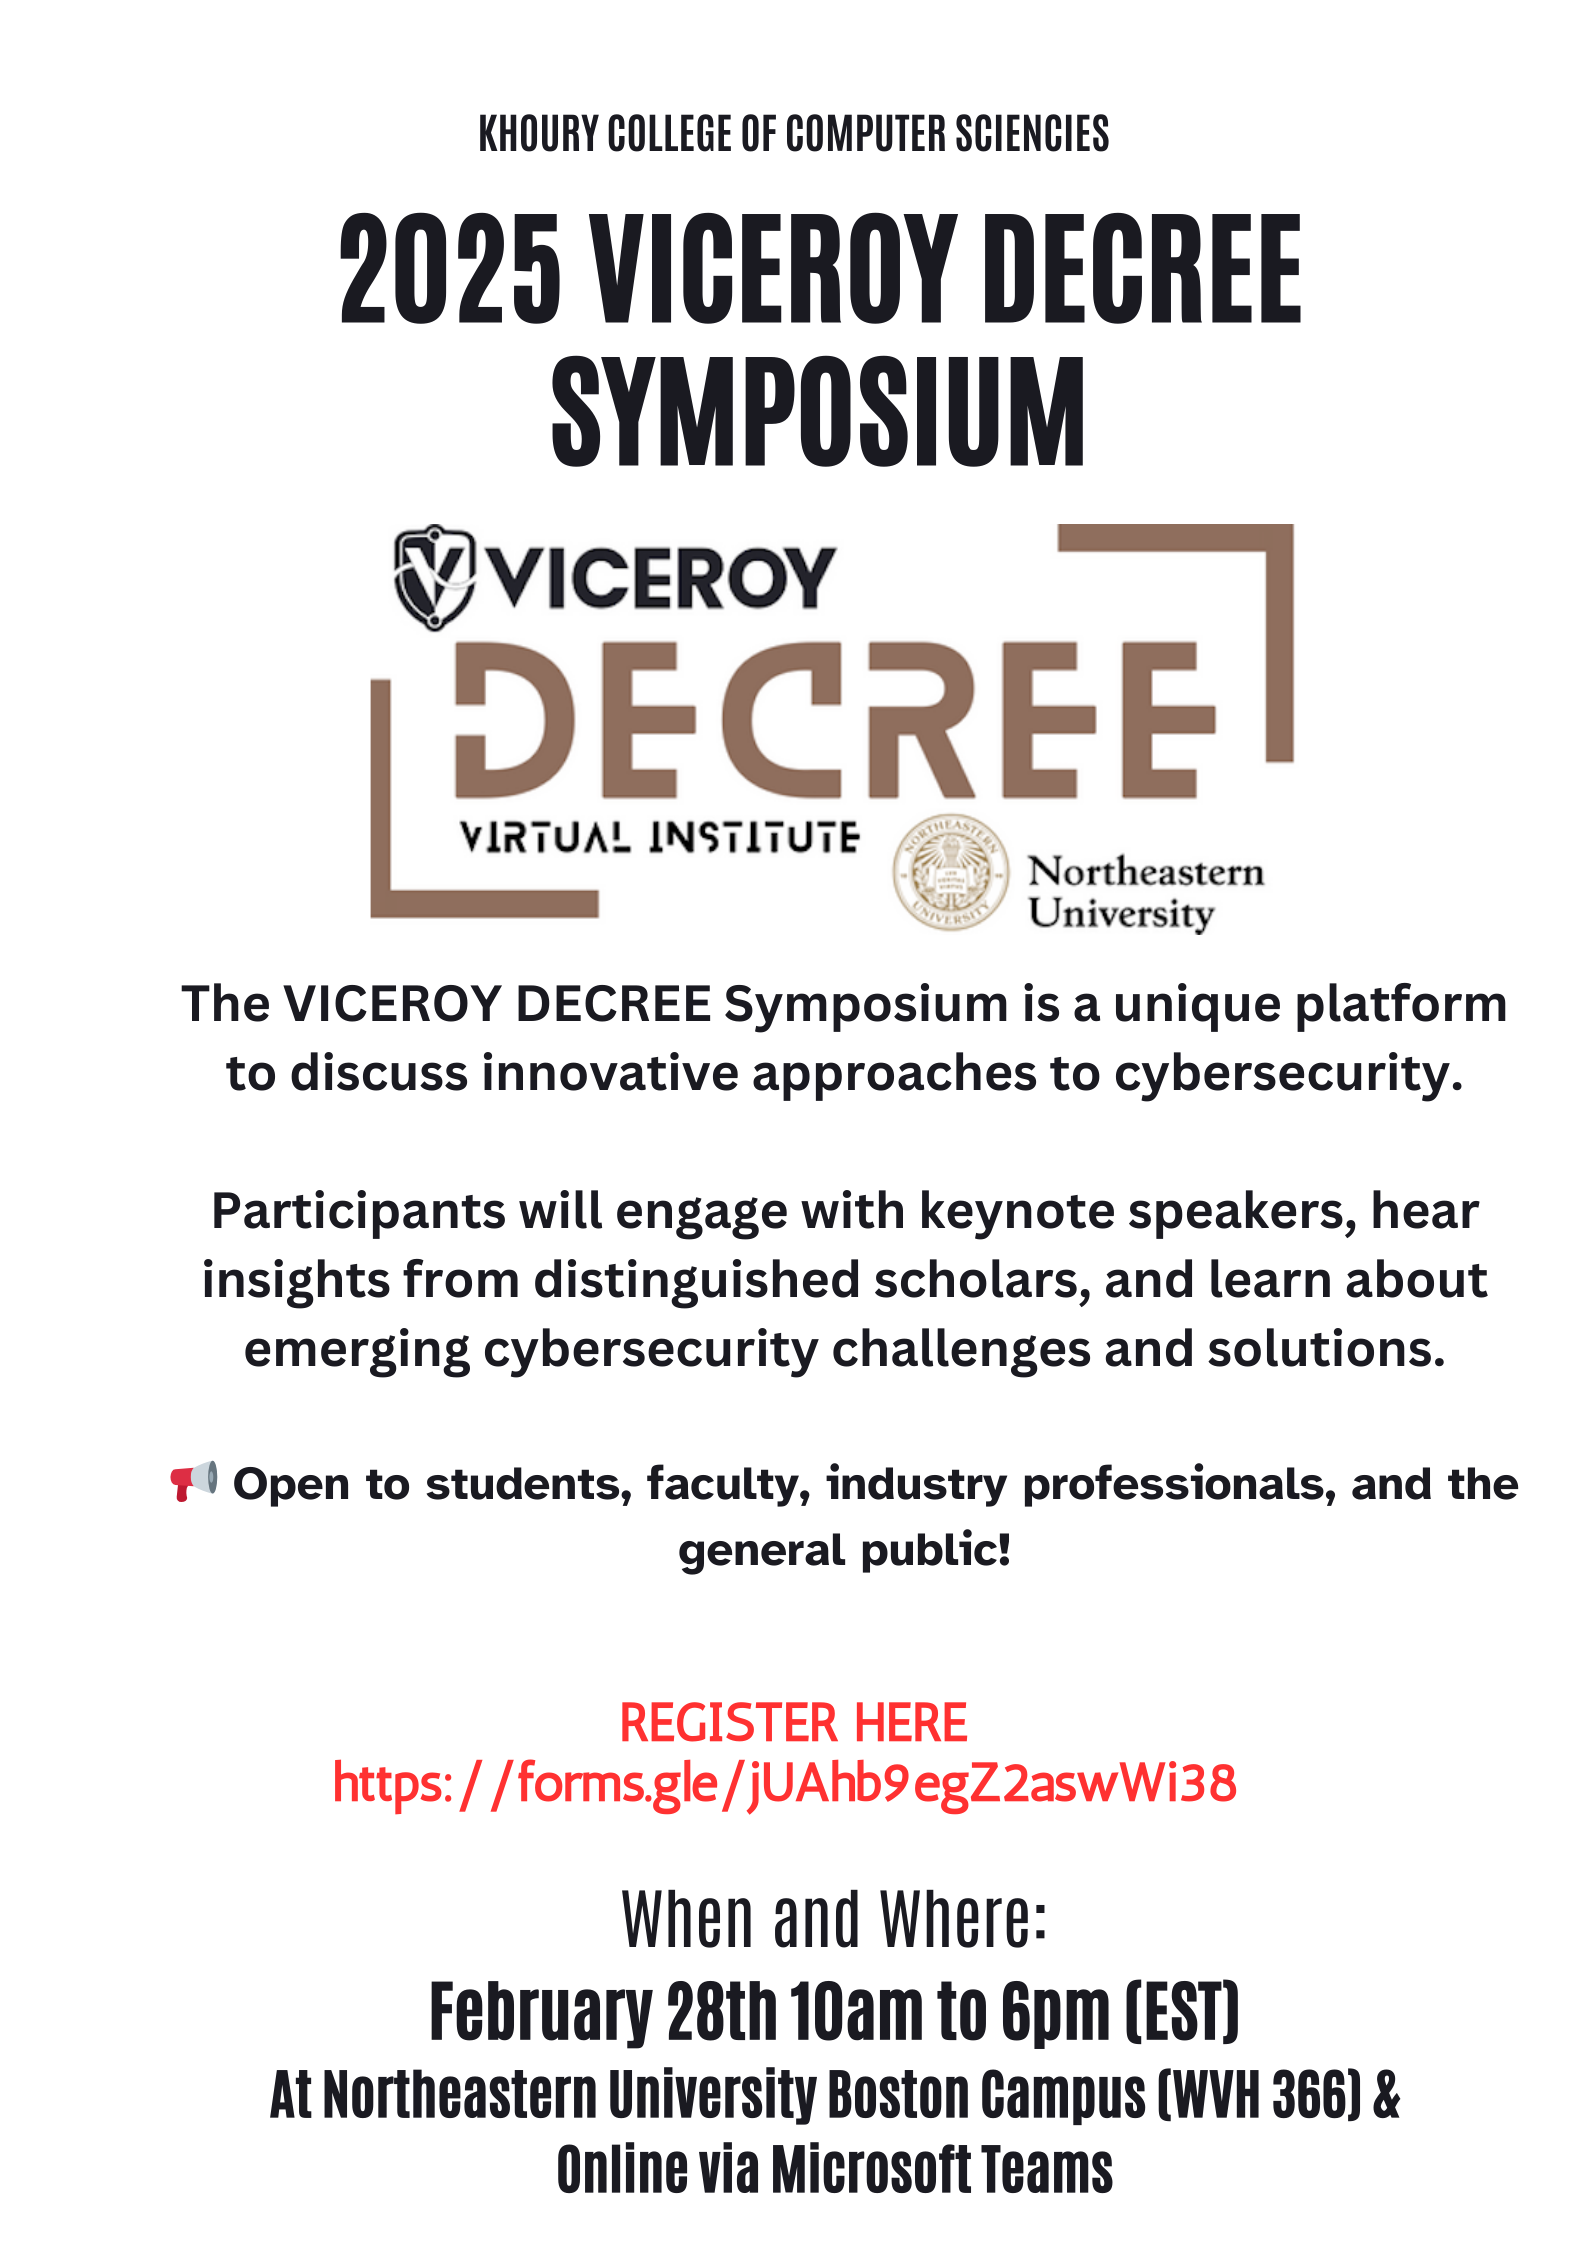 KHOURY COLLEGE OF COMPUTER SCIENCIES
2025 VICEROY DECREE
SYMPOSIUM
VICEROY
DECREE
VIRTUAL INSTITUTE
NORTHEASTERN
UNIVERSITY
Northeastern
University
The VICEROY DECREE Symposium is a unique platform
to discuss innovative approaches to cybersecurity.
Participants will engage with keynote speakers, hear
insights from distinguished scholars, and learn about
emerging cybersecurity challenges and solutions.
📢 Open to students, faculty, industry professionals, and the
general public!
REGISTER HERE
https://forms.gle/jUAhb9egZ2aswWi38
When and Where:
February 28th 10am to 6pm (EST)
At Northeastern University Boston Campus (WVH 366) &
Online via Microsoft Teams